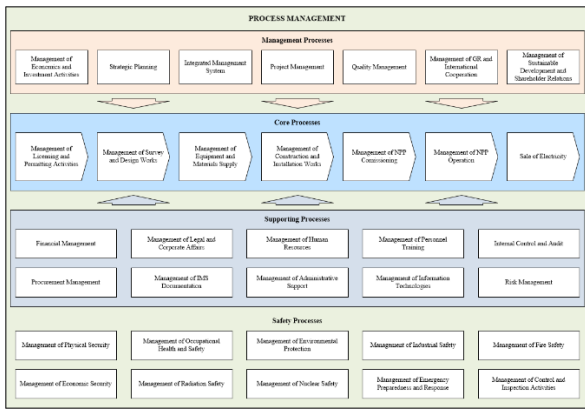 PROCESS MANAGEMENT
Management Processes
Management of
Economics and
Investment Activities
Strategic Planning
Integrated Management
System
Project Management
Quality Management
Management of GR and
International
Cooperation
Management of
Sustainable
Development and
Shareholder Relations
Core Processes
Management of
Licensing and
Permitting Activities
Management of Survey
and Design Works
Management of
Equipment and
Materials Supply
Management of
Construction and
Installation Works
Management of NPP
Comissioning
Management of NPP
Operation
Sale of Electricity
Supporting Processes
Financial Management
Management of Legal and
Corporate Affairs
Management of Human
Resources
Management of Personnel
Training
Internal Control and Audit
Procurement Management
Management of IMS
Documentation
Management of Administrative
Support
Management of Information
Technologies
Risk Management
Safety Processes
Management of Physical Security
Management of Occupational
Health and Safety
Management of Environmental
Protection
Management of Industrial Safety
Management of Fire Safety
Management of Economic Security
Management of Radiation Safety
Management of Nuclear Safety
Management of Emergency
Preparedness and Response
Management of Control and
Inspection Activities